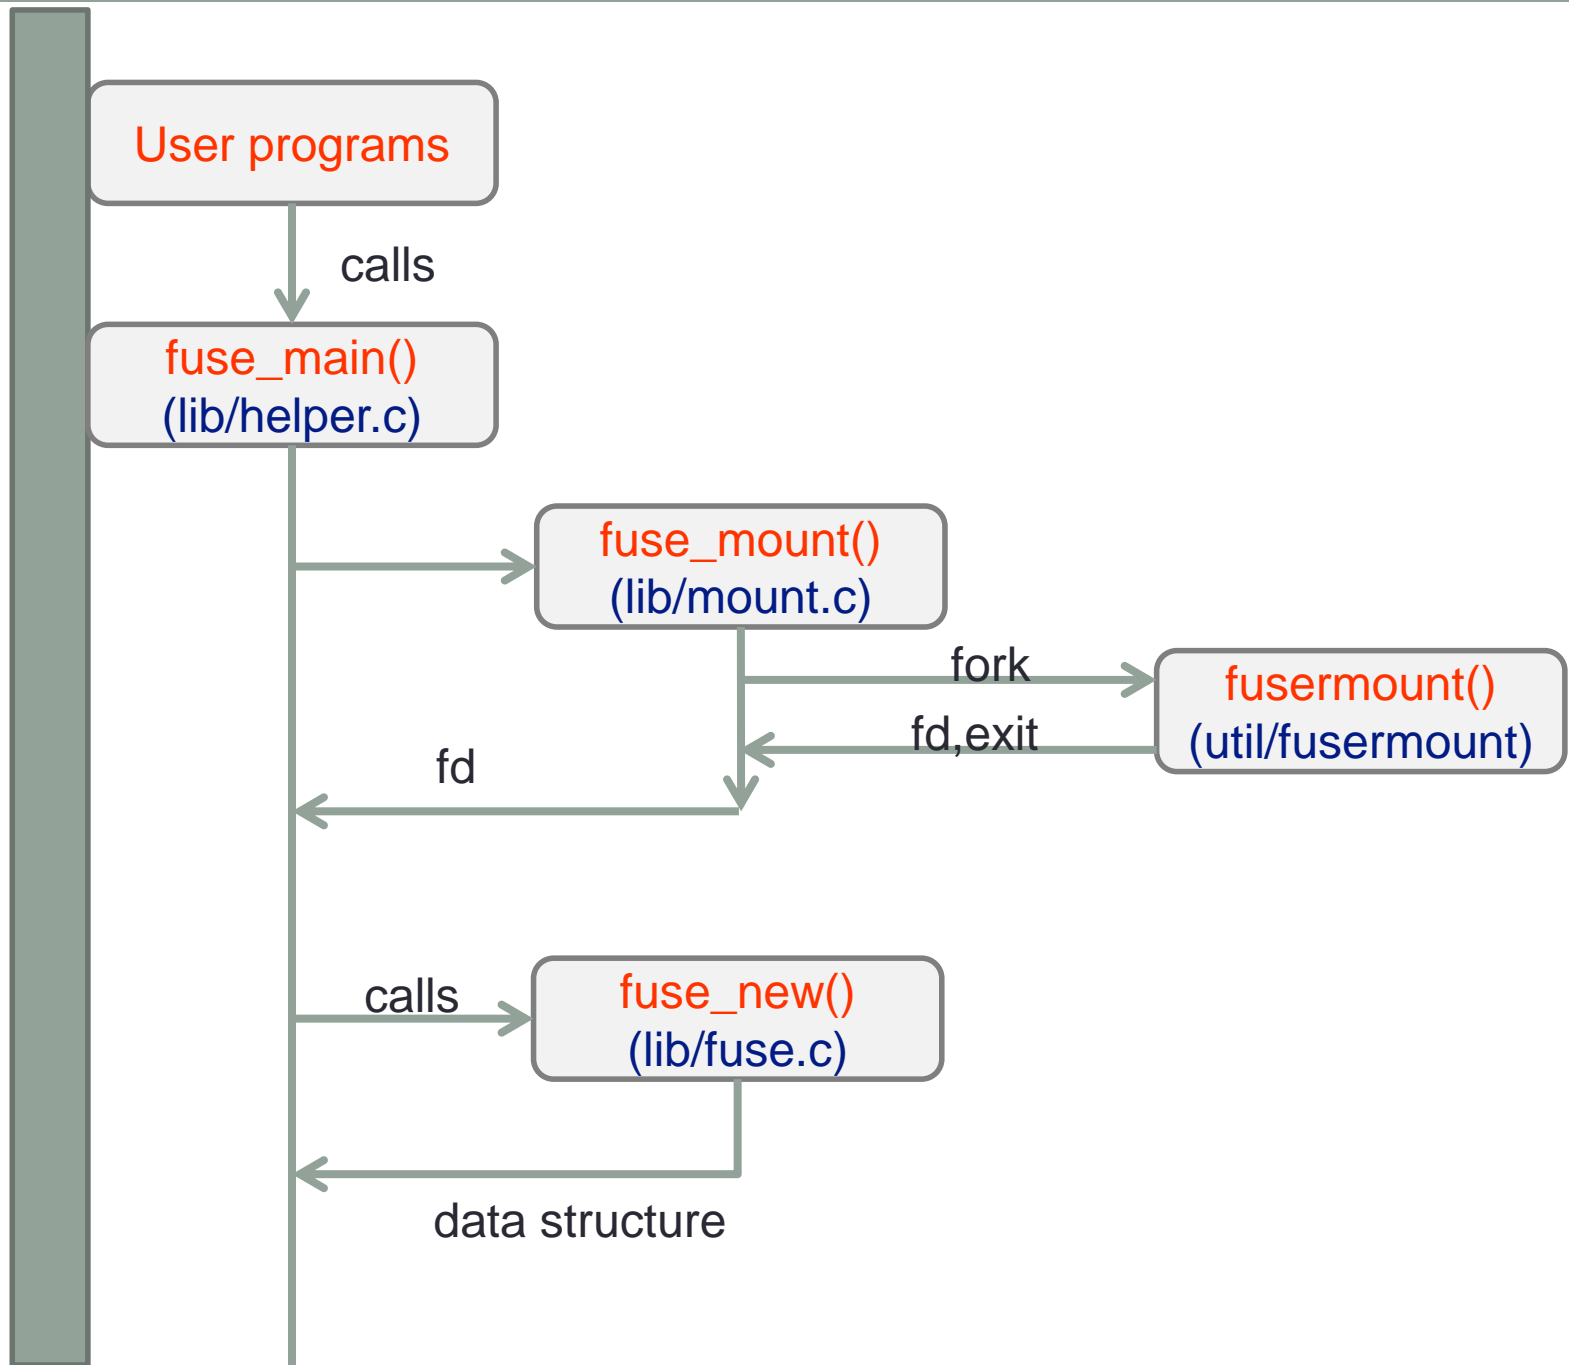 User programs
calls
fuse_main()
(lib/helper.c)
fuse_mount()
(lib/mount.c)
fork
fusermount()
(util/fusermount)
fd,exit
fd
calls
fuse_new()
(lib/fuse.c)
data structure